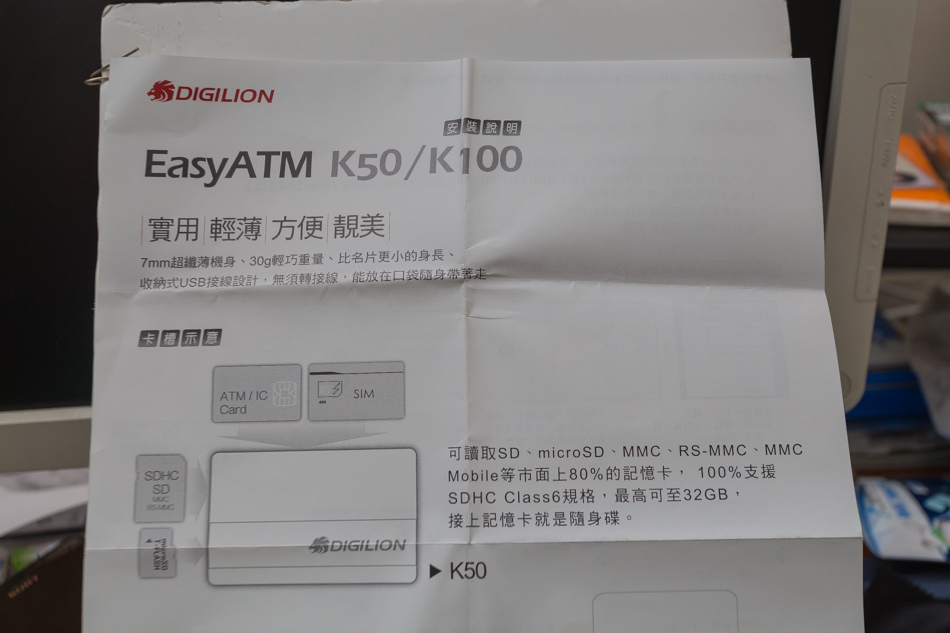 DIGILION
安裝說明
EasyATM K50/K100
實用 輕薄 方便 靚美
7mm超纖薄機身、30g輕巧重量、比名片更小的身長、
收納式USB接線設計，無須轉接線，能放在口袋隨身帶著走
卡槽示意
ATM / IC
Card
SIM
SDHC
SD
MMC
RS-MMC
microSD
T-FLASH
DIGILION
▶ K50
可讀取SD、microSD、MMC、RS-MMC、MMC
Mobile等市面上80%的記憶卡， 100%支援
SDHC Class6規格，最高可至32GB，
接上記憶卡就是隨身碟。